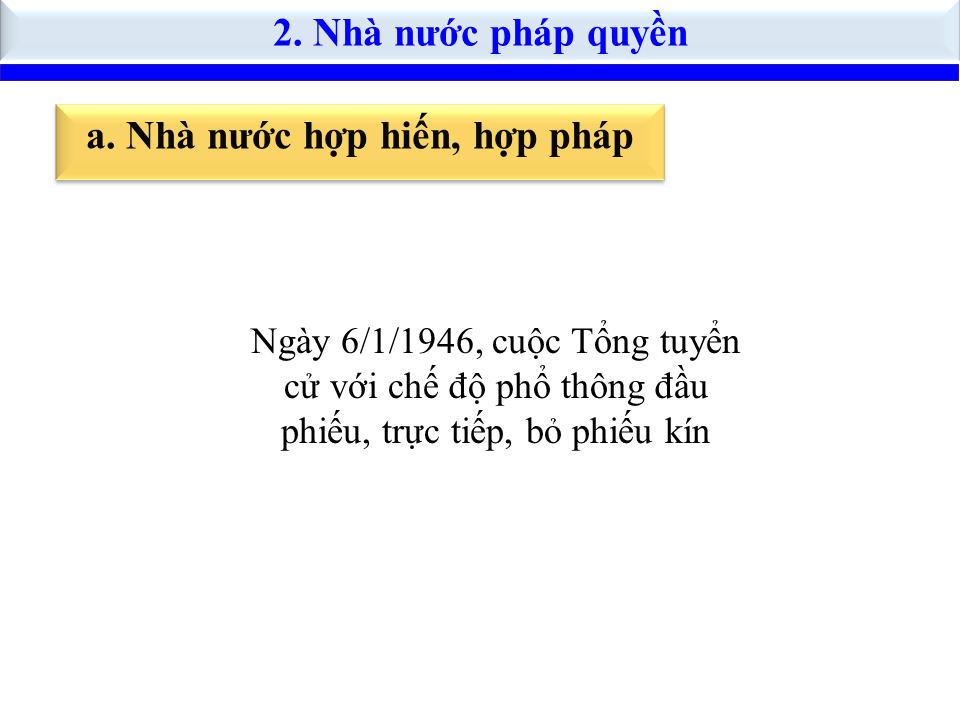 2. Nhà nước pháp quyền
a. Nhà nước hợp hiến, hợp pháp
Ngày 6/1/1946, cuộc Tổng tuyển
cử với chế độ phổ thông đầu
phiếu, trực tiếp, bỏ phiếu kín